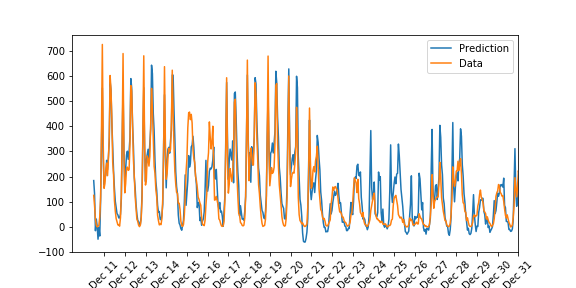 700
600
500
400
300
200
100
0
−100
Prediction
Data
Dec 11
Dec 12
Dec 13
Dec 14
Dec 15
Dec 16
Dec 17
Dec 18
Dec 19
Dec 20
Dec 21
Dec 22
Dec 23
Dec 24
Dec 25
Dec 26
Dec 27
Dec 28
Dec 29
Dec 30
Dec 31